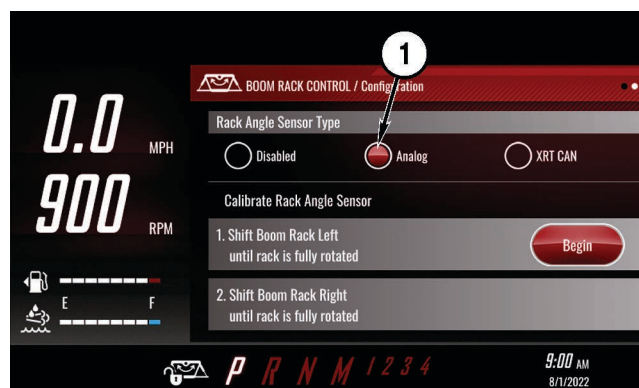 1
BOOM RACK CONTROL / Configuration
Rack Angle Sensor Type
Disabled
Analog
XRT CAN
0.0 MPH
900 RPM
Calibrate Rack Angle Sensor
1. Shift Boom Rack Left
until rack is fully rotated
Begin
2. Shift Boom Rack Right
until rack is fully rotated
E F
P R N M 1 2 3 4
9:00 AM
8/1/2022